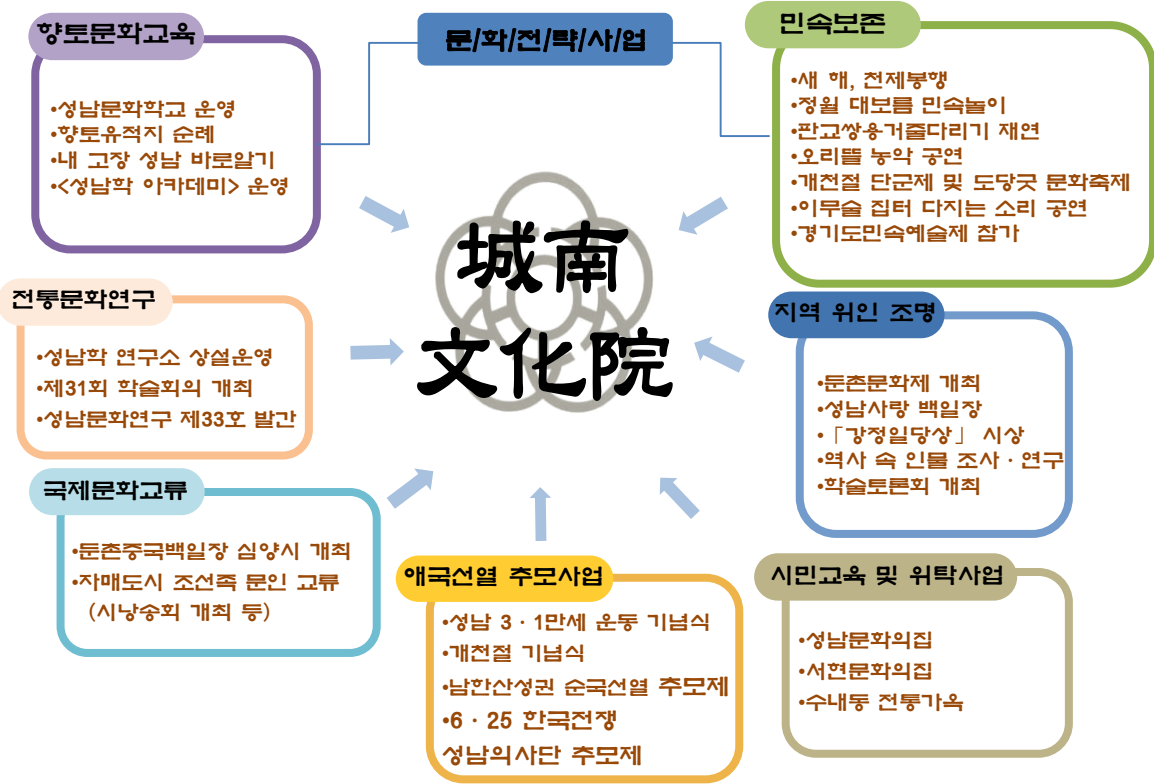 문/화/전/략/사/업
향토문화교육
•성남문화학교 운영
•향토유적지 순례
•내 고장 성남 바로알기
•<성남학 아카데미> 운영
민속보존
•새 해, 천제봉행
•정월 대보름 민속놀이
•판교쌍용거줄다리기 재연
•오리뜰 농악 공연
•개천절 단군제 및 도당굿 문화축제
•이무술 집터 다지는 소리 공연
•경기도민속예술제 참가
城南
文化院
전통문화연구
•성남학 연구소 상설운영
•제31회 학술회의 개최
•성남문화연구 제33호 발간
지역 위인 조명
•둔촌문화제 개최
•성남사랑 백일장
•「강정일당상」 시상
•역사 속 인물 조사 · 연구
•학술토론회 개최
국제문화교류
•둔촌중국백일장 심양시 개최
•자매도시 조선족 문인 교류
(시낭송회 개최 등)
애국선열 추모사업
•성남 3 · 1만세 운동 기념식
•개천절 기념식
•남한산성권 순국선열 추모제
•6 · 25 한국전쟁
성남의사단 추모제
시민교육 및 위탁사업
•성남문화의집
•서현문화의집
•수내동 전통가옥